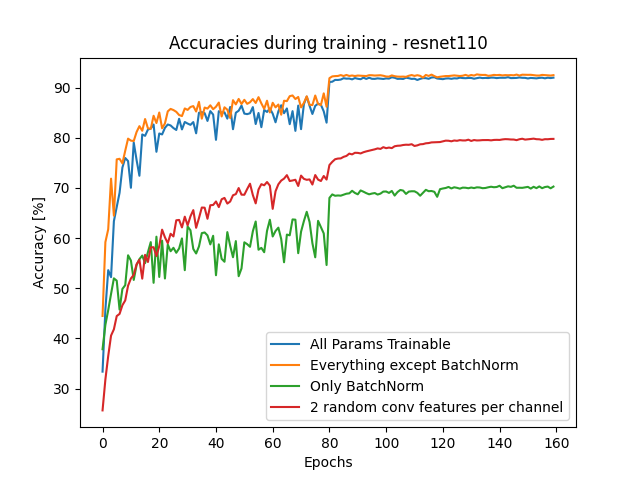 Accuracies during training - resnet110
Accuracy [%]
90
80
70
60
50
40
30
All Params Trainable
Everything except BatchNorm
Only BatchNorm
2 random conv features per channel
0 20 40 60 80 100 120 140 160
Epochs